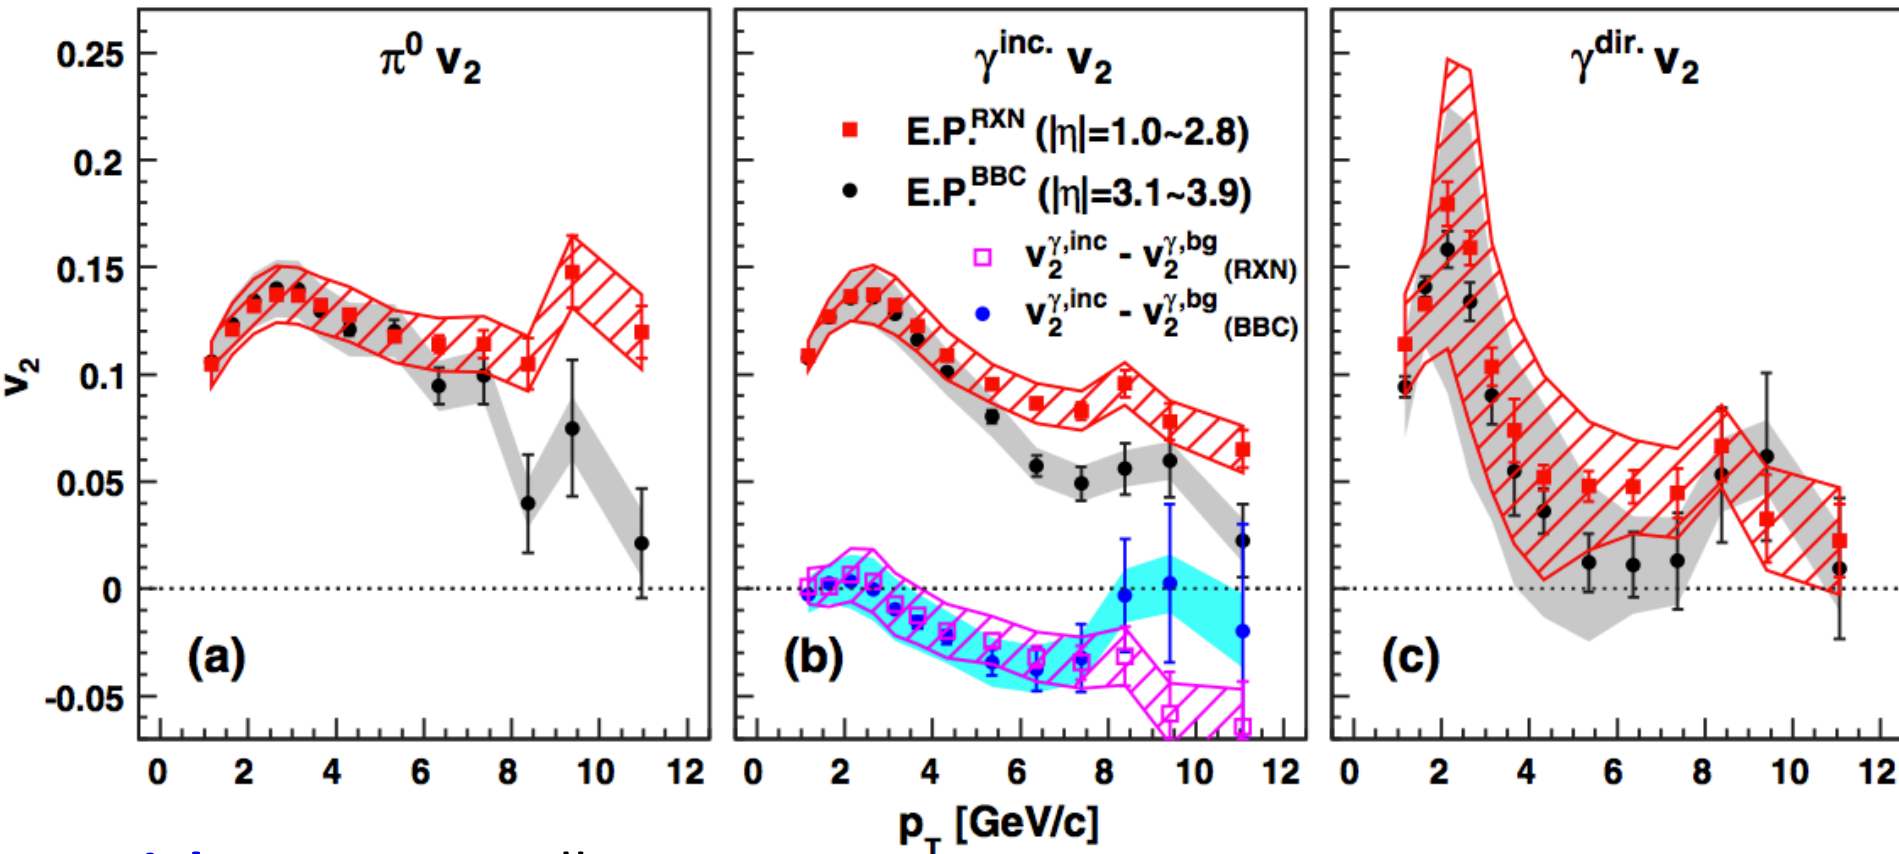 π⁰ v₂
γ^inc. v₂
γ^dir. v₂
E.P.^RXN (|η|=1.0~2.8)
E.P.^BBC (|η|=3.1~3.9)
v₂^γ,inc - v₂^γ,bg (RXN)
v₂^γ,inc - v₂^γ,bg (BBC)
v₂
0.25
0.2
0.15
0.1
0.05
0
-0.05
(a)
(b)
(c)
0 2 4 6 8 10 12
0 2 4 6 8 10 12
0 2 4 6 8 10 12
p_T [GeV/c]